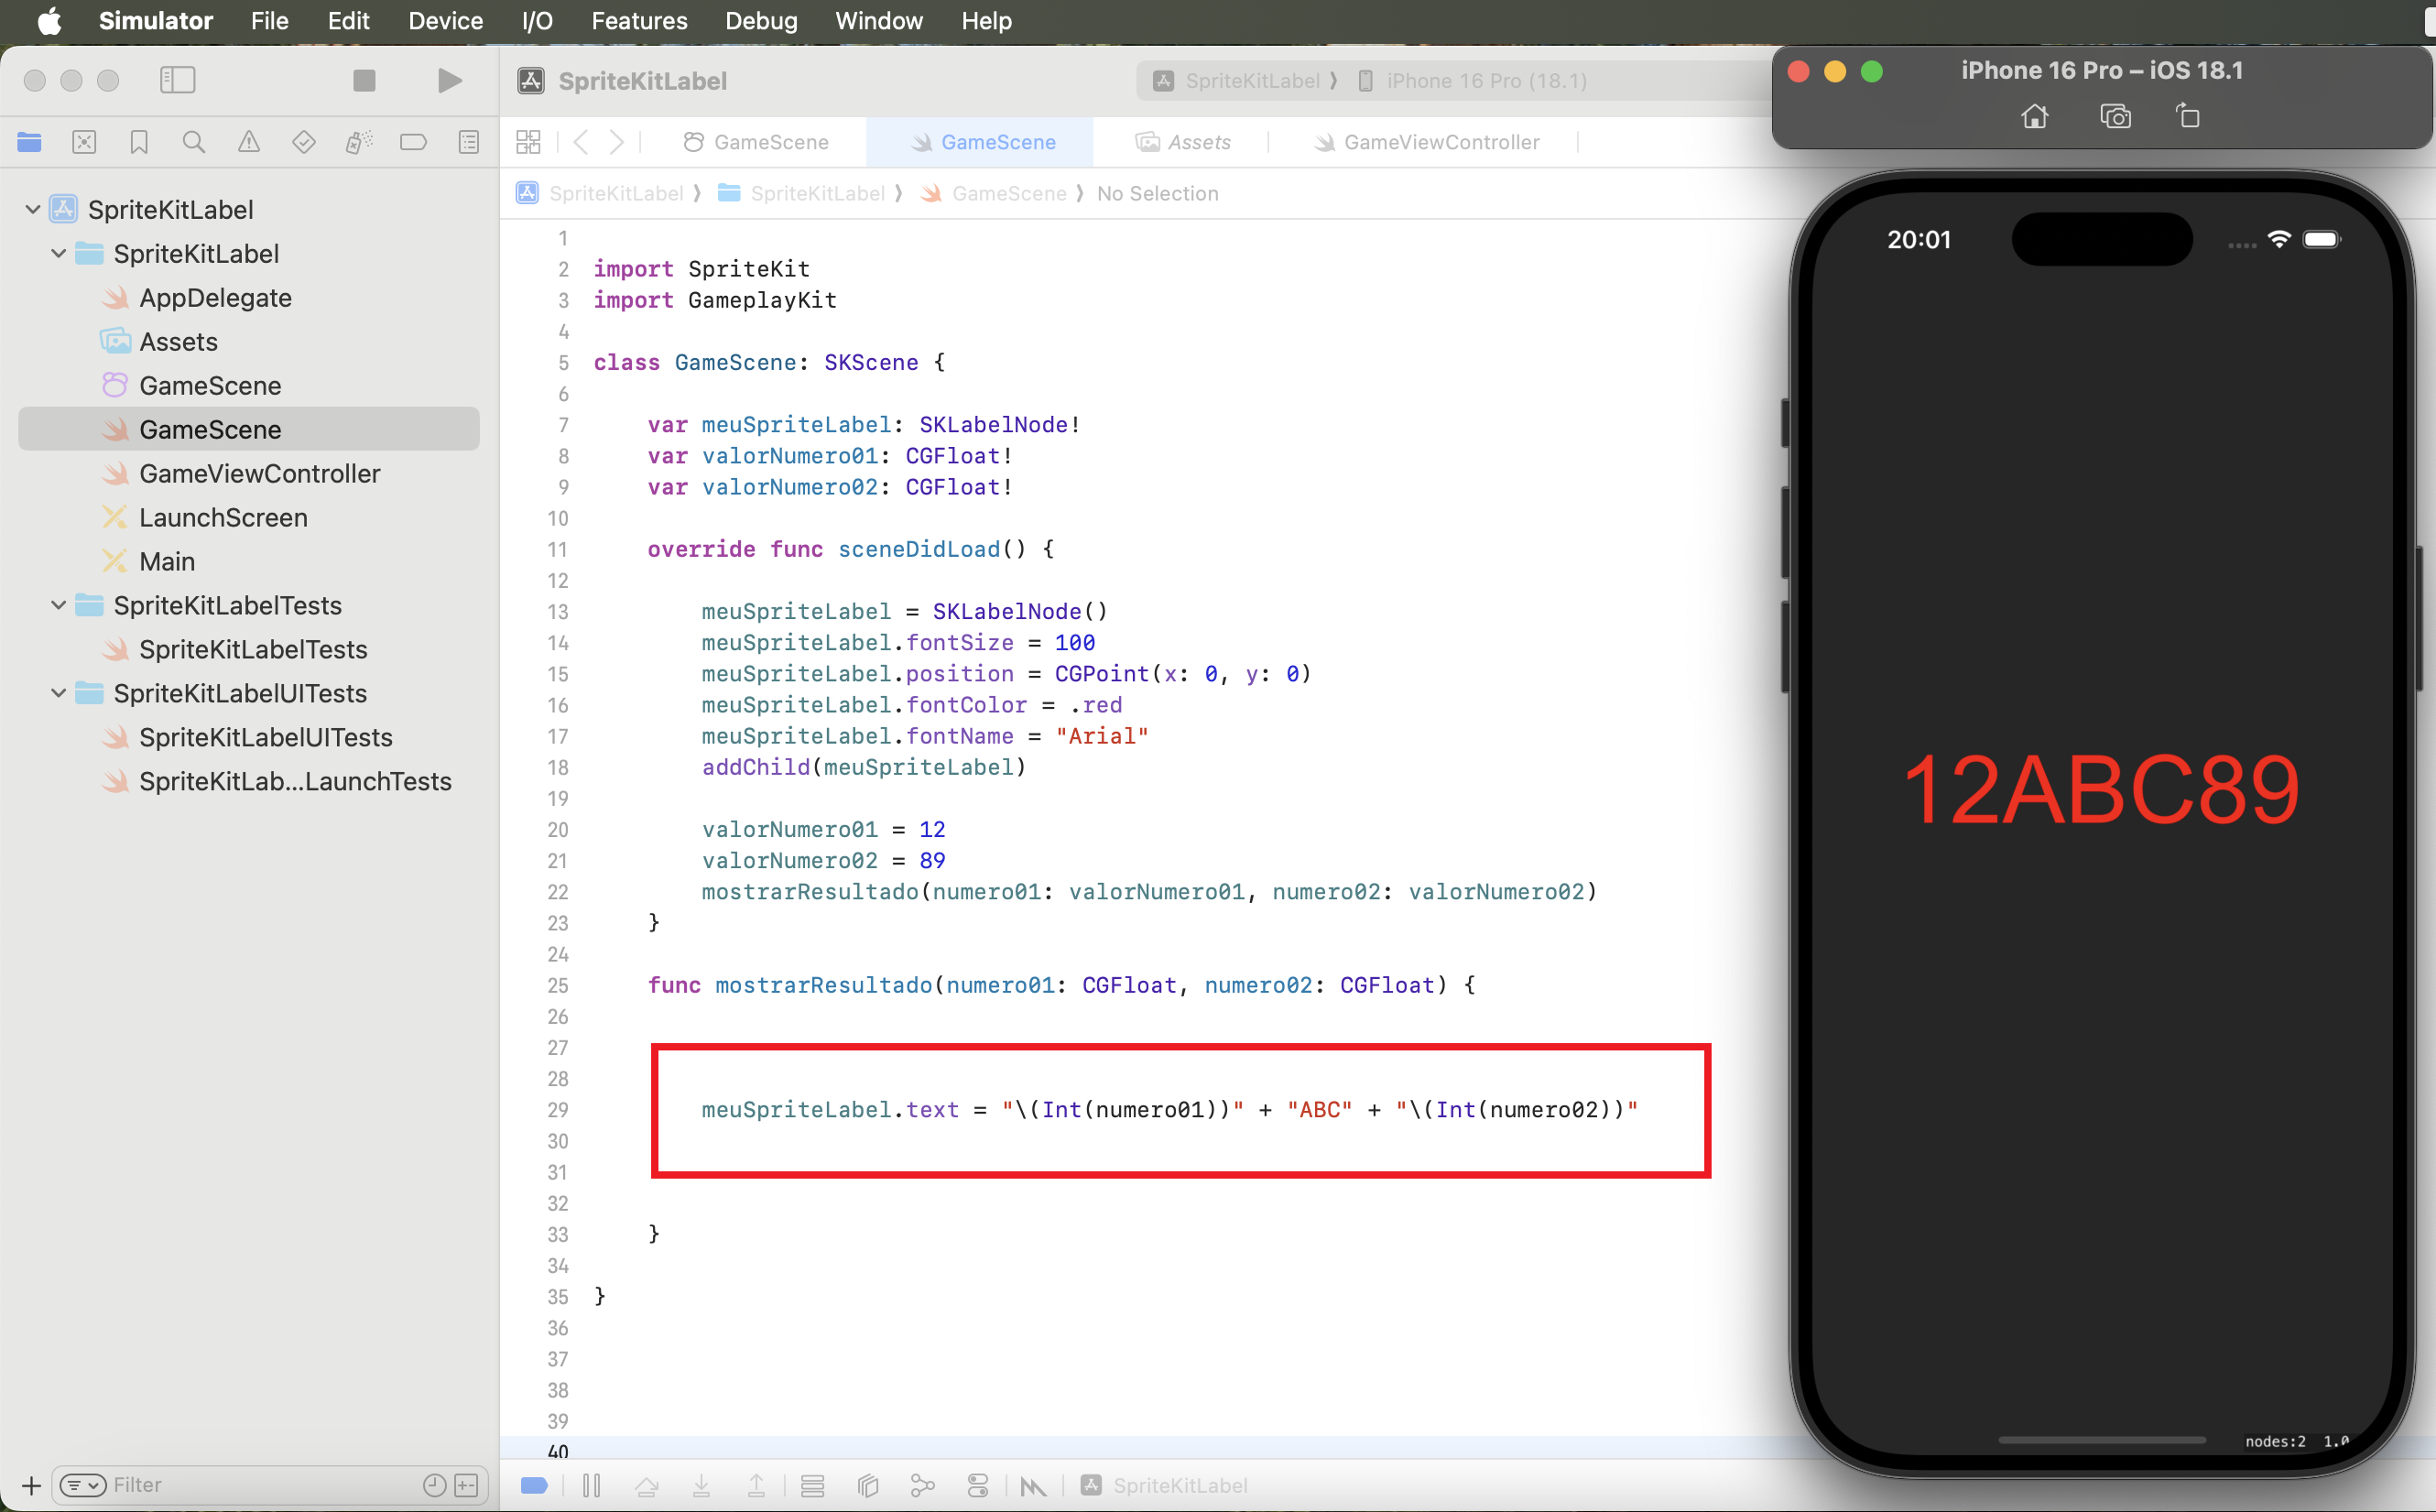 Simulator File Edit Device I/O Features Debug Window Help
SpriteKitLabel
SpriteKitLabel ❭ iPhone 16 Pro (18.1)
iPhone 16 Pro – iOS 18.1
GameScene GameScene Assets GameViewController
SpriteKitLabel ❭ SpriteKitLabel ❭ GameScene ❭ No Selection
SpriteKitLabel
SpriteKitLabel
AppDelegate
Assets
GameScene
GameScene
GameViewController
LaunchScreen
Main
SpriteKitLabelTests
SpriteKitLabelTests
SpriteKitLabelUITests
SpriteKitLabelUITests
SpriteKitLab...LaunchTests
Filter
1
2 import SpriteKit
3 import GameplayKit
4
5 class GameScene: SKScene {
6
7 var meuSpriteLabel: SKLabelNode!
8 var valorNumero01: CGFloat!
9 var valorNumero02: CGFloat!
10
11 override func sceneDidLoad() {
12
13 meuSpriteLabel = SKLabelNode()
14 meuSpriteLabel.fontSize = 100
15 meuSpriteLabel.position = CGPoint(x: 0, y: 0)
16 meuSpriteLabel.fontColor = .red
17 meuSpriteLabel.fontName = "Arial"
18 addChild(meuSpriteLabel)
19
20 valorNumero01 = 12
21 valorNumero02 = 89
22 mostrarResultado(numero01: valorNumero01, numero02: valorNumero02)
23 }
24
25 func mostrarResultado(numero01: CGFloat, numero02: CGFloat) {
26
27
28
29 meuSpriteLabel.text = "\(Int(numero01))" + "ABC" + "\(Int(numero02))"
30
31
32
33 }
34
35 }
36
37
38
39
40
SpriteKitLabel
20:01
12ABC89
nodes:2 1.0